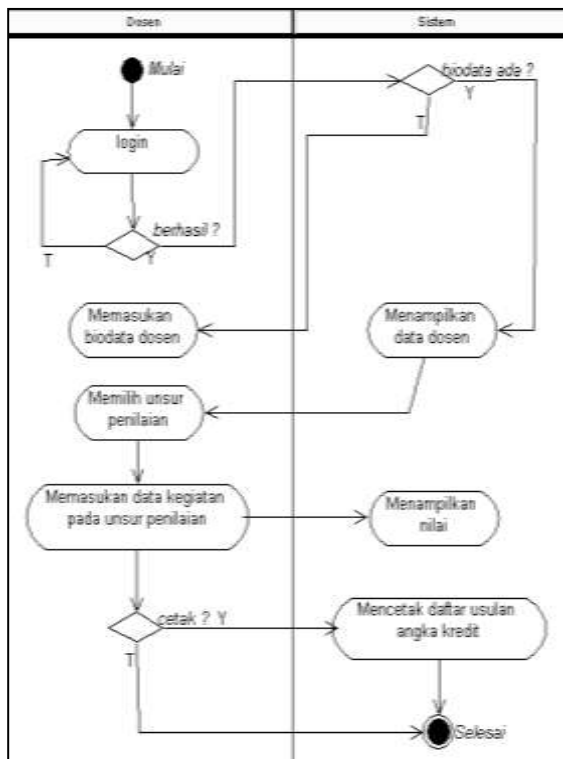 Dosen
Sistem
Mulai
biodata ada ?
Y
T
login
berhasil ?
T
Y
Memasukan
biodata dosen
Menampilkan
data dosen
Memilih unsur
penilaian
Memasukan data kegiatan
pada unsur penilaian
Menampilkan
nilai
cetak ? Y
T
Mencetak daftar usulan
angka kredit
Selesai